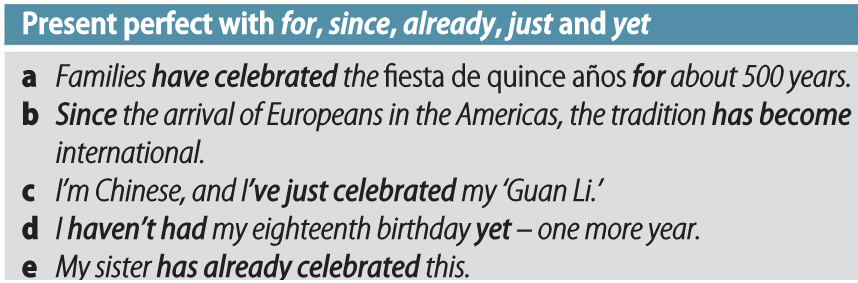 Present perfect with for, since, already, just and yet
a Families have celebrated the fiesta de quince años for about 500 years.
b Since the arrival of Europeans in the Americas, the tradition has become
international.
c I'm Chinese, and I've just celebrated my ‘Guan Li.’
d I haven't had my eighteenth birthday yet – one more year.
e My sister has already celebrated this.